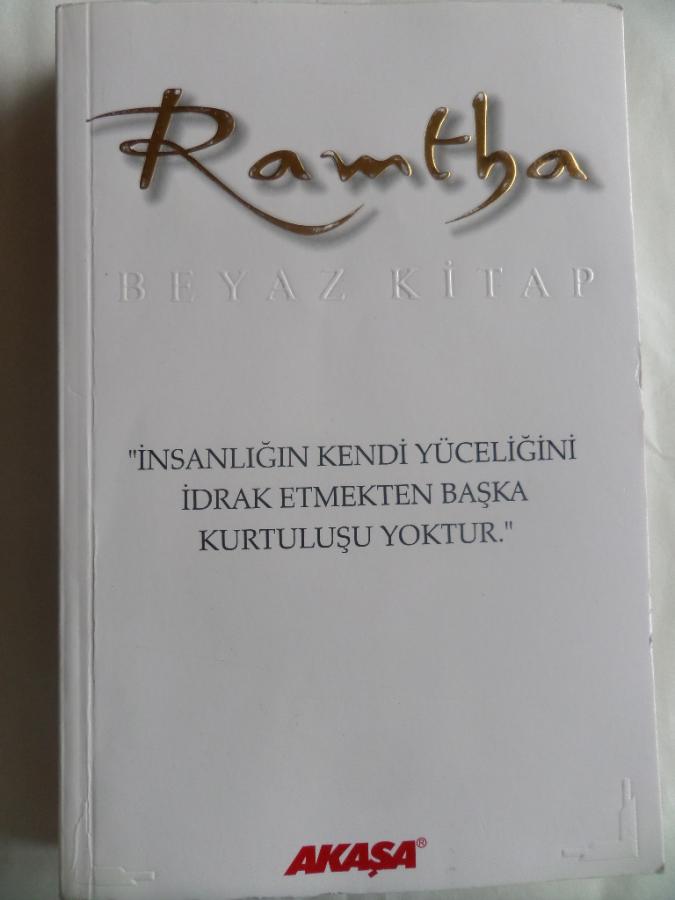 Ramtha
BEYAZ KİTAP
"İNSANLIĞIN KENDİ YÜCELİĞİNİ
İDRAK ETMEKTEN BAŞKA
KURTULUŞU YOKTUR."
AKAŞA®